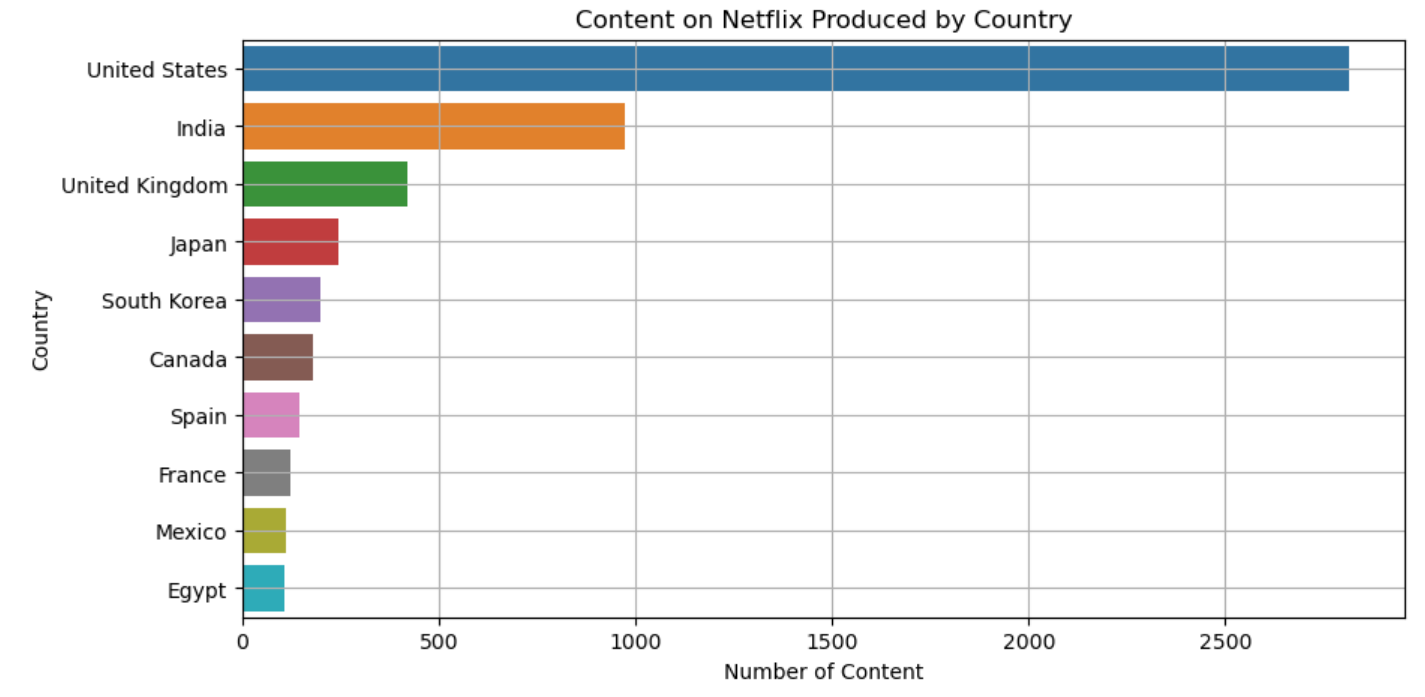 Content on Netflix Produced by Country
United States
India
United Kingdom
Japan
South Korea
Canada
Spain
France
Mexico
Egypt
Country
0 500 1000 1500 2000 2500
Number of Content